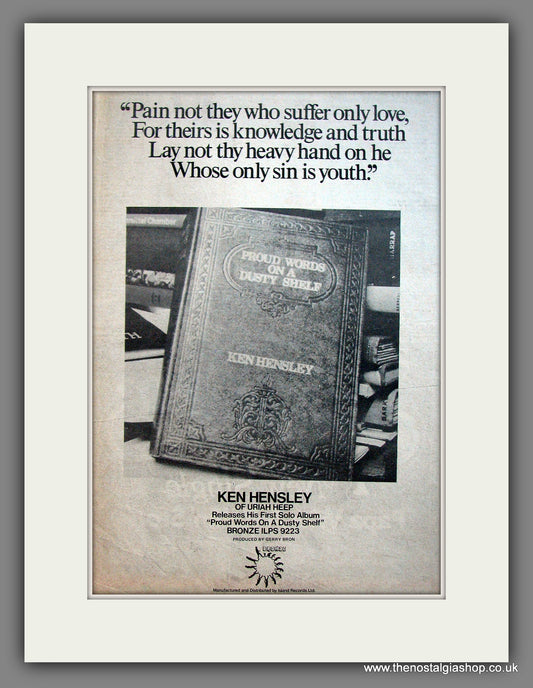 “Pain not they who suffer only love,
For theirs is knowledge and truth
Lay not thy heavy hand on he
Whose only sin is youth.”
PROUD WORDS
ON A
DUSTY SHELF
KEN HENSLEY
HARRAP
KEN HENSLEY
OF URIAH HEEP
Releases His First Solo Album
“Proud Words On A Dusty Shelf”
BRONZE ILPS 9223
PRODUCED BY GERRY BRON
BRONZE
Manufactured and Distributed by Island Records Ltd.
www.thenostalgiashop.co.uk